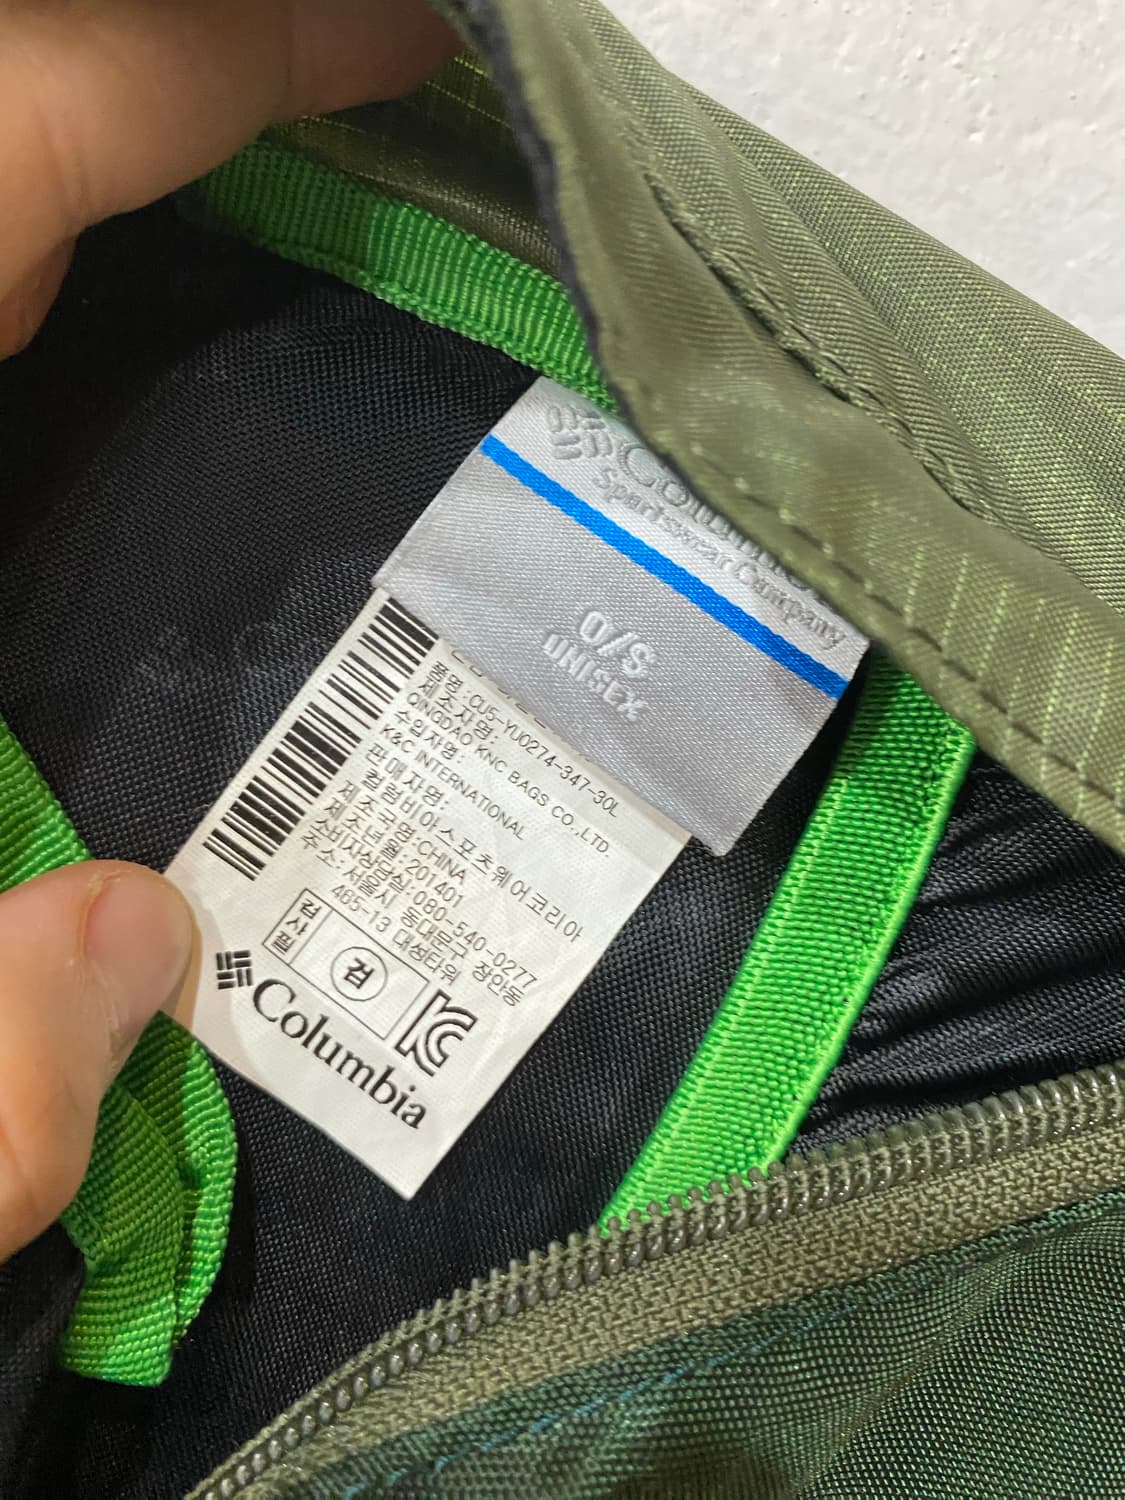 Columbia
Sportswear Company
O/S
UNISEX
품명:CU5-YU0274-347-30L
제조자명:
QINGDAO KNC BAGS CO.,LTD.
수입자명:
K&C INTERNATIONAL
판매자명:
컬럼비아스포츠웨어코리아
제조국명:CHINA
제조년월:201401
소비자상담실:080-540-0277
주소:서울시 동대문구 장안동
465-13 대성타워
검사필
검
Columbia